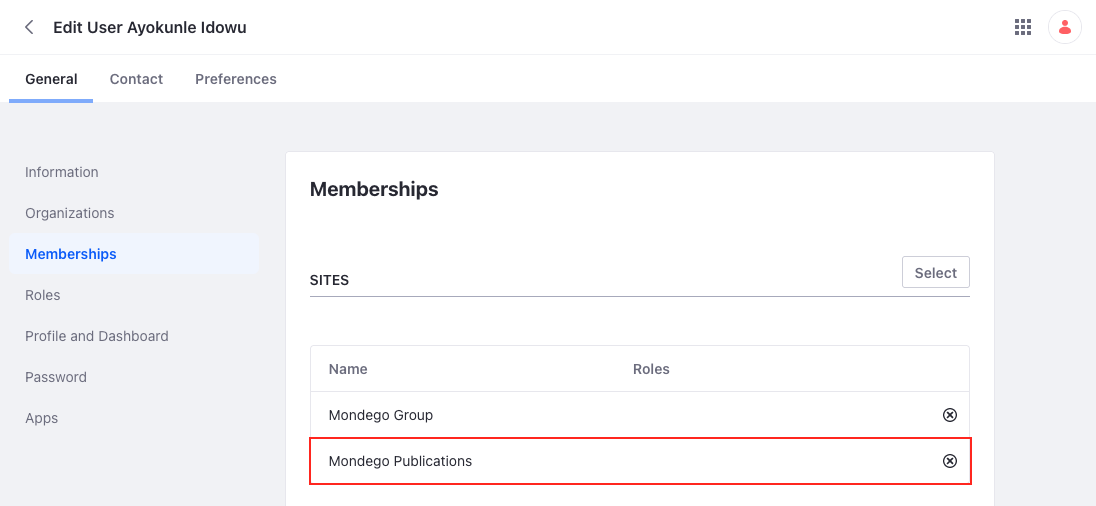 Edit User Ayokunle Idowu
General Contact Preferences
Information
Organizations
Memberships
Roles
Profile and Dashboard
Password
Apps
Memberships
SITES Select
Name Roles
Mondego Group
Mondego Publications